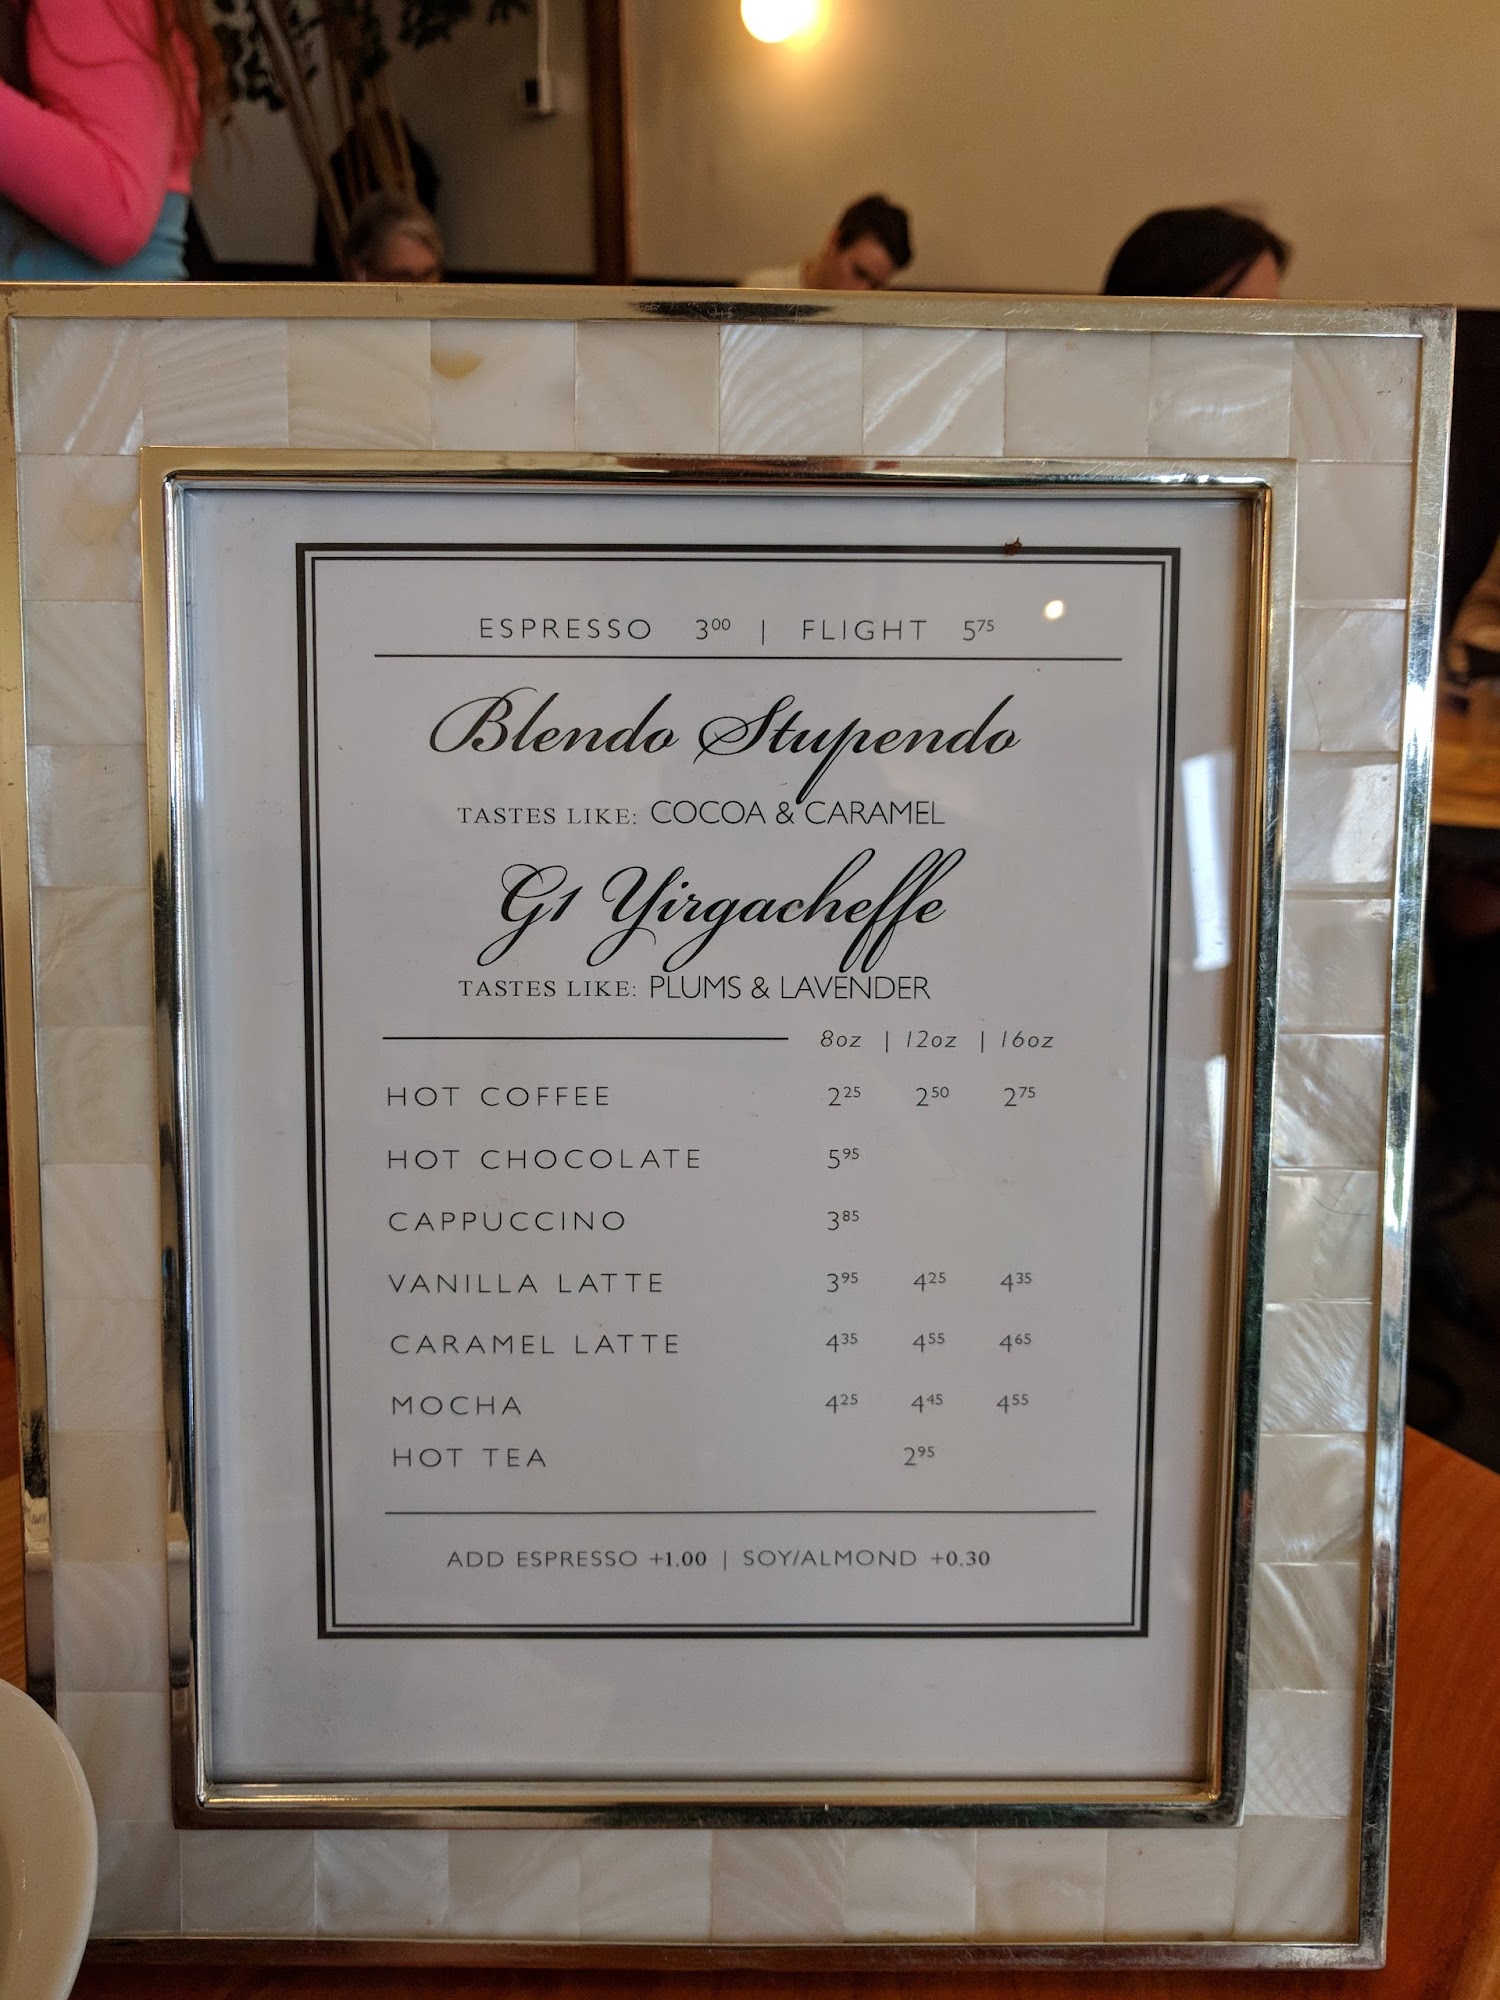 ESPRESSO 3⁰⁰ | FLIGHT 5⁷⁵
Blendo Stupendo
TASTES LIKE: COCOA & CARAMEL
G1 Yirgacheffe
TASTES LIKE: PLUMS & LAVENDER
8oz | 12oz | 16oz
HOT COFFEE 2²⁵ 2⁵⁰ 2⁷⁵
HOT CHOCOLATE 5⁹⁵
CAPPUCCINO 3⁸⁵
VANILLA LATTE 3⁹⁵ 4²⁵ 4³⁵
CARAMEL LATTE 4³⁵ 4⁵⁵ 4⁶⁵
MOCHA 4²⁵ 4⁴⁵ 4⁵⁵
HOT TEA 2⁹⁵
ADD ESPRESSO +1.00 | SOY/ALMOND +0.30